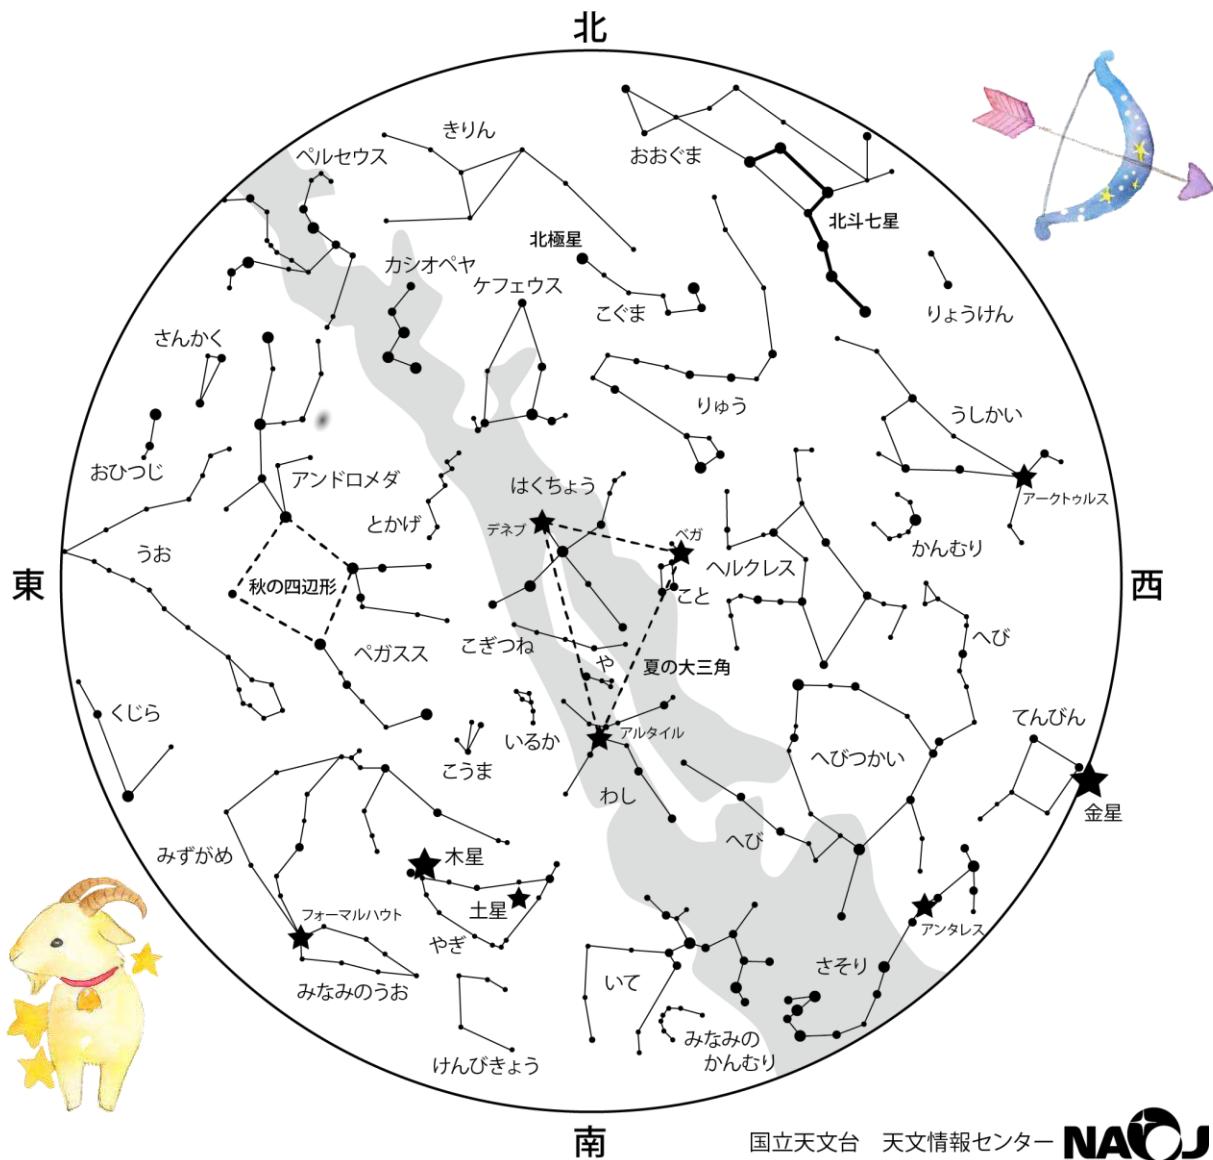 北
きりん
ペルセウス
おおぐま
北斗七星
北極星
カシオペヤ
ケフェウス
こぐま
りょうけん
さんかく
りゅう
うしかい
おひつじ
アンドロメダ
はくちょう
アークトゥルス
とかげ
デネブ
ベガ
かんむり
うお
ヘルクレス
東
秋の四辺形
こと
西
ペガスス
こぎつね
や
夏の大三角
へび
くじら
いるか
アルタイル
てんびん
こうま
へびつかい
わし
金星
みずがめ
木星
へび
土星
フォーマルハウト
やぎ
アンタレス
さそり
みなみのうお
いて
みなみの
かんむり
けんびきょう
南
国立天文台 天文情報センター NAOJ